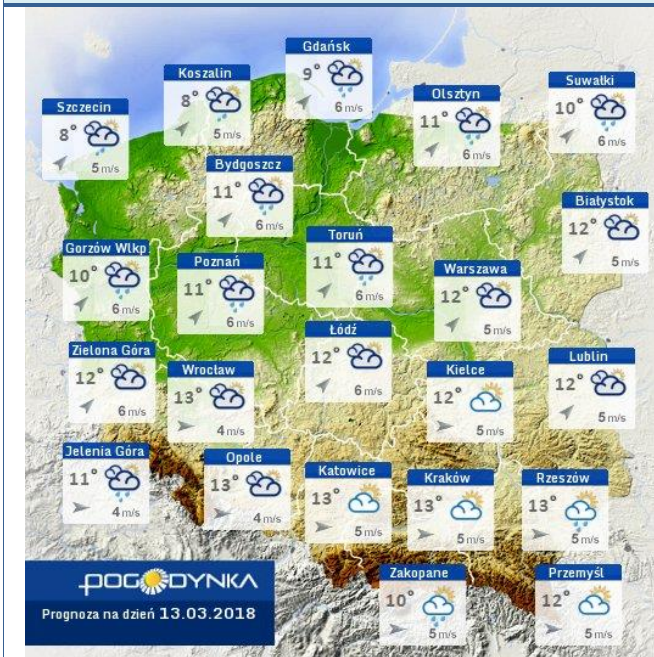 Gdańsk
9°
6 m/s
Koszalin
8°
5 m/s
Suwałki
10°
6 m/s
Olsztyn
11°
6 m/s
Szczecin
8°
5 m/s
Bydgoszcz
11°
6 m/s
Białystok
12°
5 m/s
Toruń
11°
6 m/s
Gorzów Wlkp
10°
6 m/s
Poznań
11°
6 m/s
Warszawa
12°
5 m/s
Łódź
12°
6 m/s
Zielona Góra
12°
6 m/s
Wrocław
13°
4 m/s
Kielce
12°
5 m/s
Lublin
12°
5 m/s
Jelenia Góra
11°
4 m/s
Opole
13°
4 m/s
Katowice
13°
5 m/s
Kraków
13°
5 m/s
Rzeszów
13°
5 m/s
Zakopane
10°
5 m/s
Przemyśl
12°
5 m/s
POGODYNKA
Prognoza na dzień 13.03.2018